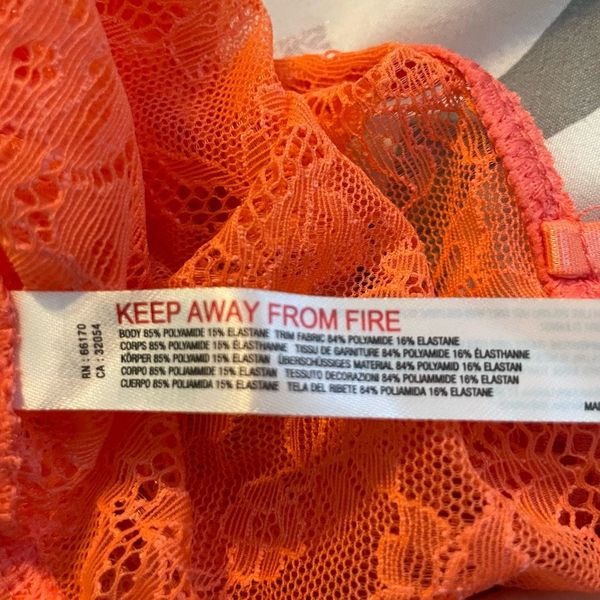 RN : 66170
CA : 32054
KEEP AWAY FROM FIRE
BODY 85% POLYAMIDE 15% ELASTANE TRIM FABRIC 84% POLYAMIDE 16% ELASTANE
CORPS 85% POLYAMIDE 15% ÉLASTHANNE TISSU DE GARNITURE 84% POLYAMIDE 16% ÉLASTHANNE
KÖRPER 85% POLYAMID 15% ELASTAN ÜBERSCHÜSSIGES MATERIAL 84% POLYAMID 16% ELASTAN
CORPO 85% POLIAMMIDE 15% ELASTAN TESSUTO DECORAZIONI 84% POLIAMMIDE 16% ELASTAN
CUERPO 85% POLIAMIDA 15% ELASTANE TELA DEL RIBETE 84% POLIAMIDA 16% ELASTANE